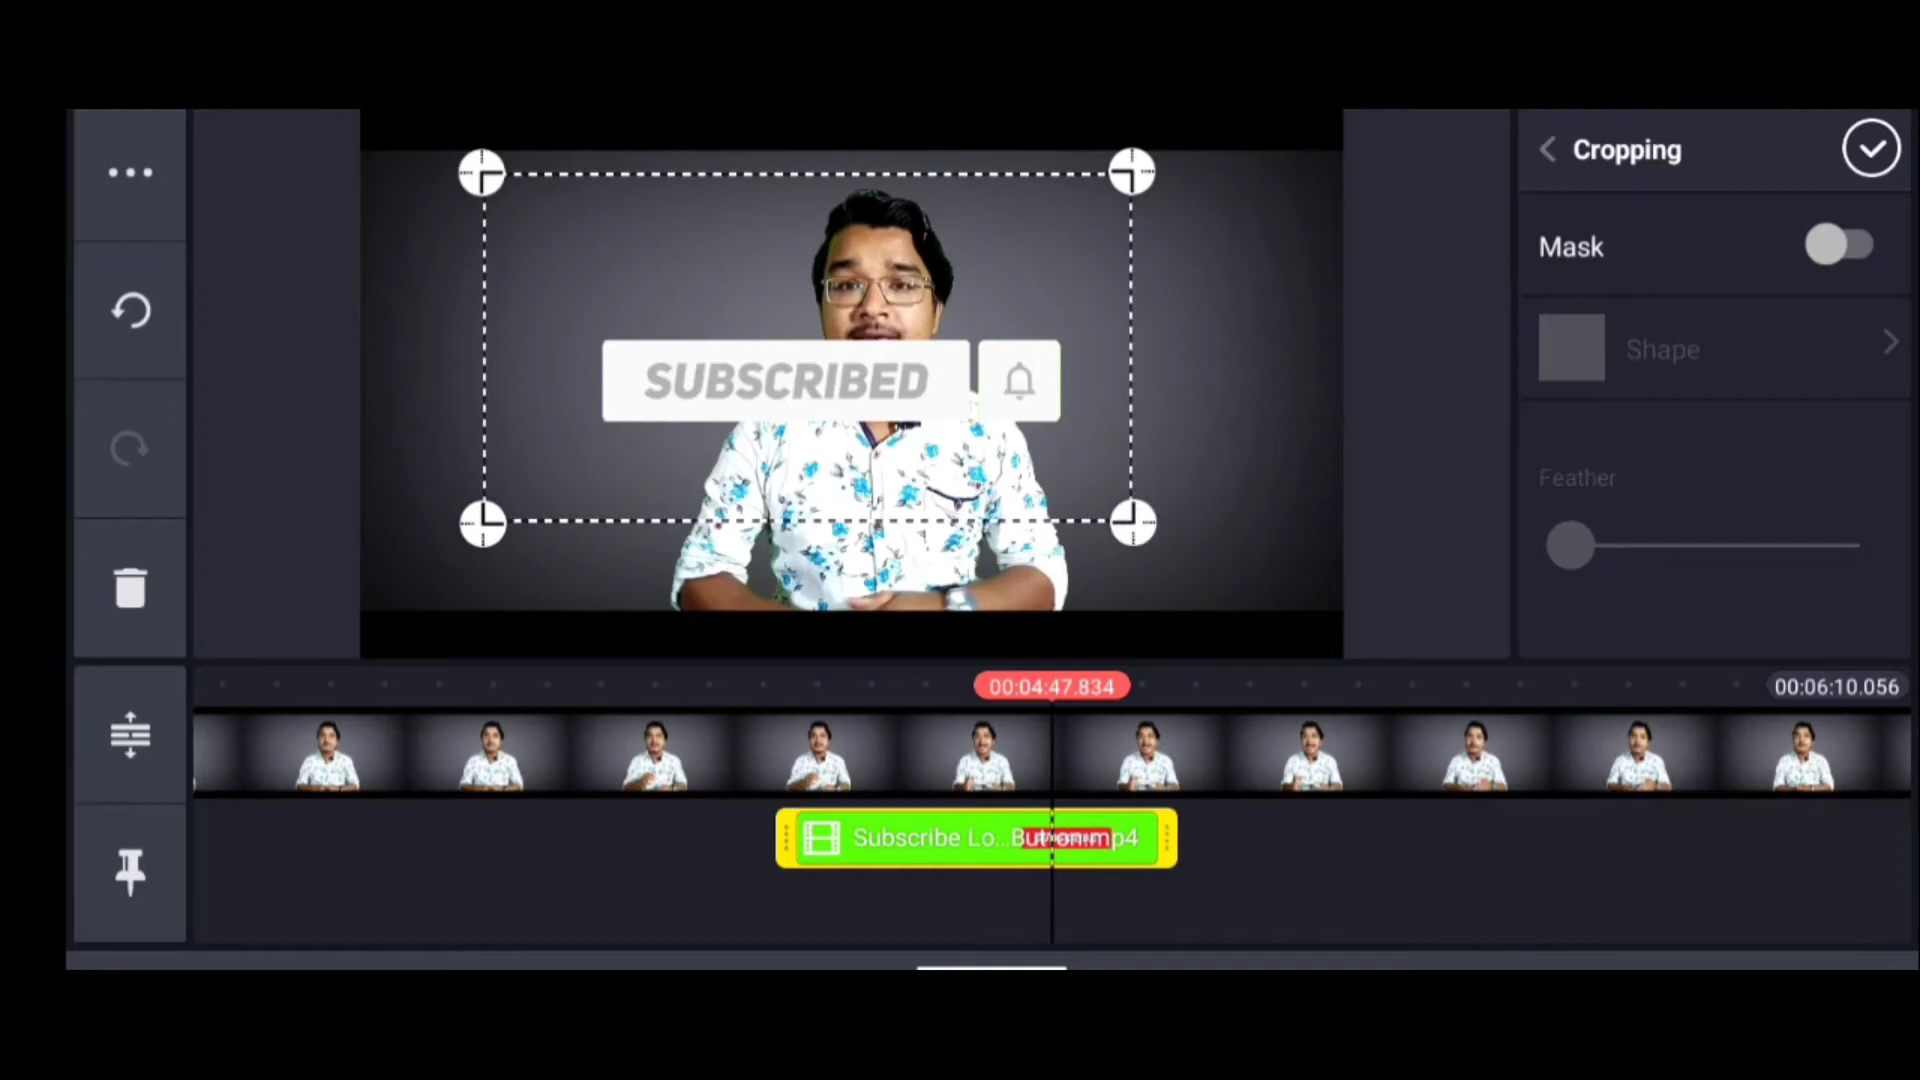 Cropping
Mask
Shape
Feather
SUBSCRIBED
00:04:47.834
00:06:10.056
Subscribe Lo...Button.mp4